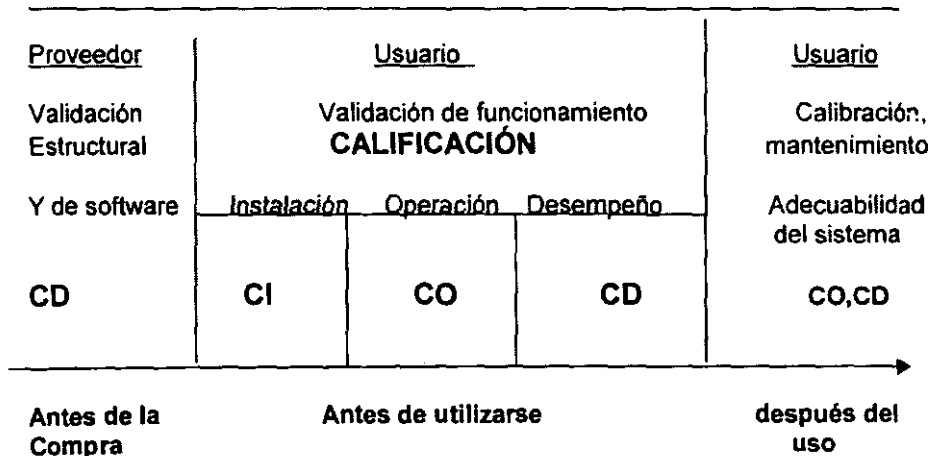 Proveedor Usuario Usuario
Validación Validación de funcionamiento Calibración,
Estructural CALIFICACIÓN mantenimiento
Y de software Instalación Operación Desempeño Adecuabilidad
del sistema
CD CI CO CD CO,CD
Antes de la Antes de utilizarse después del
Compra uso